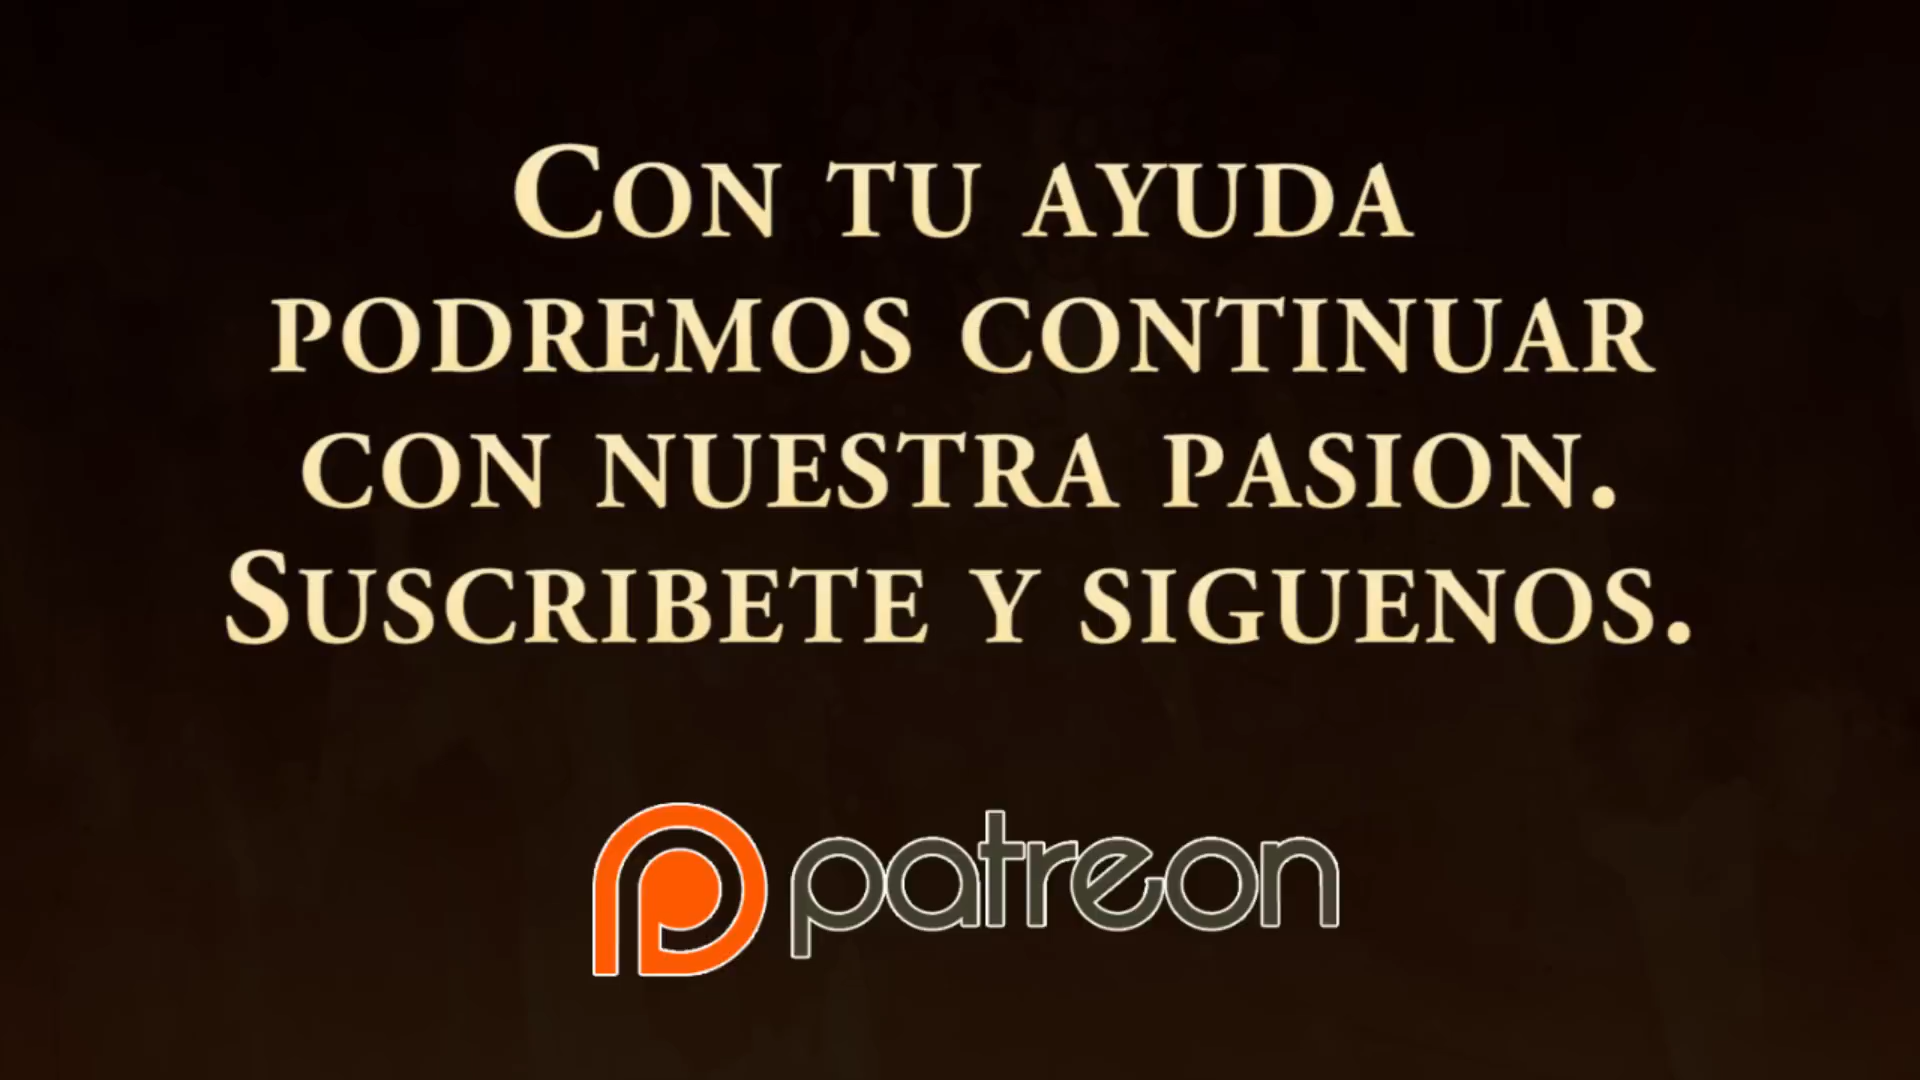 Con tu ayuda
podremos continuar
con nuestra pasion.
Suscribete y siguenos.
patreon